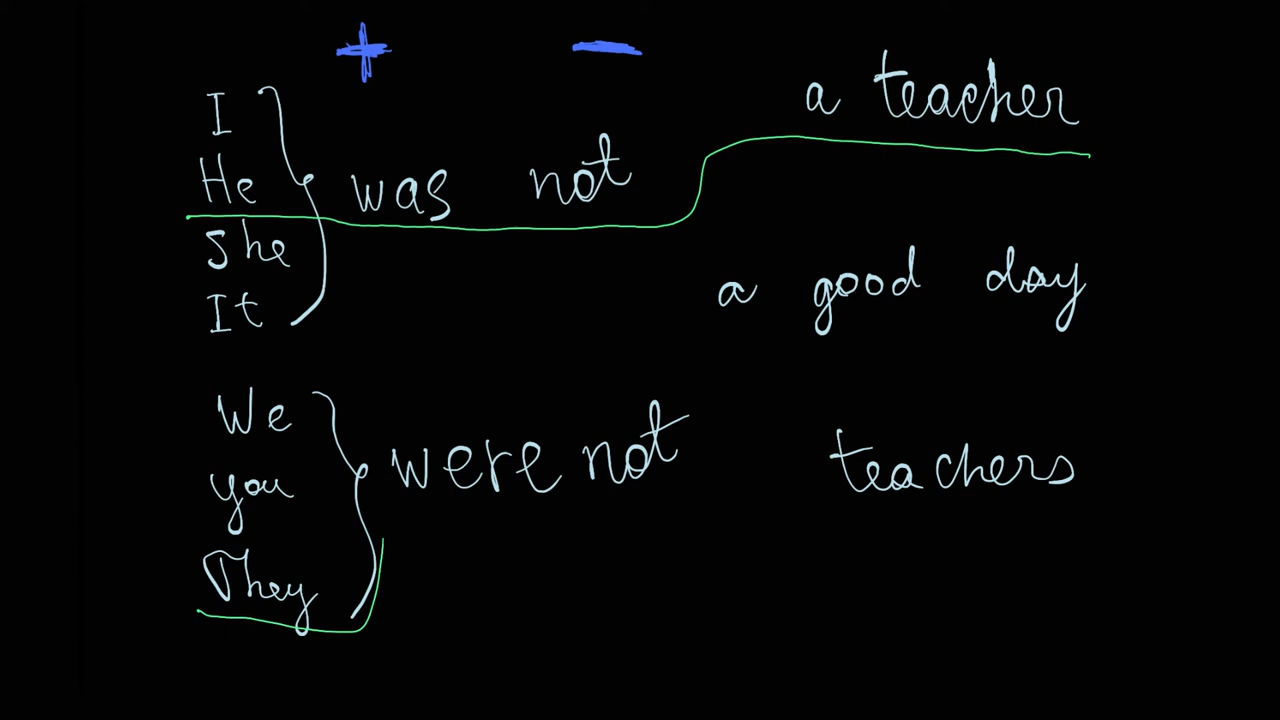 + -
a teacher
I
He was not
She
It
a good day
We
you were not teachers
They